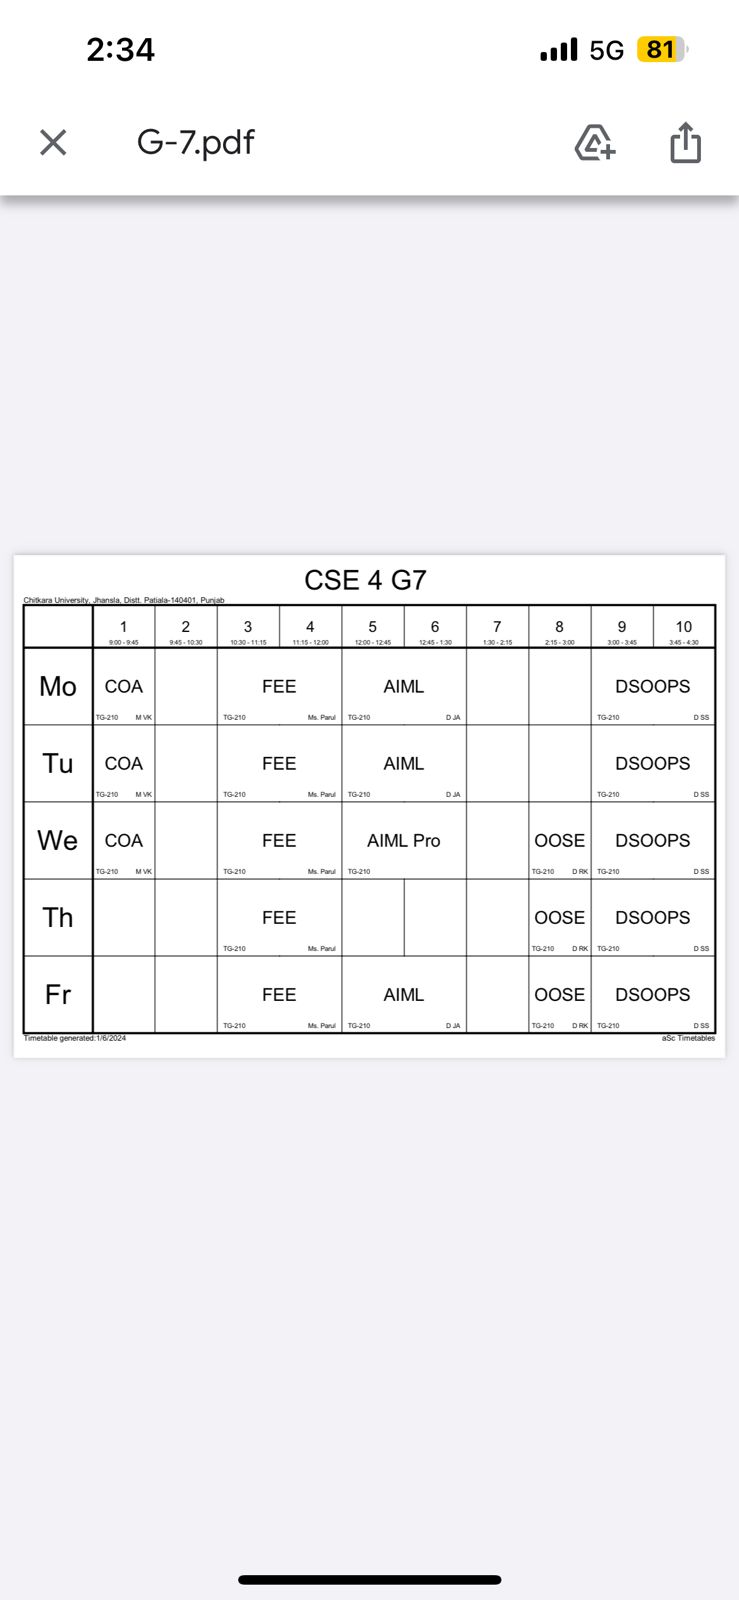 2:34
5G 81
G-7.pdf
CSE 4 G7
Chitkara University, Jhansla, Distt. Patiala-140401, Punjab
1 2 3 4 5 6 7 8 9 10
9:00 - 9:45 9:45 - 10:30 10:30 - 11:15 11:15 - 12:00 12:00 - 12:45 12:45 - 1:30 1:30 - 2:15 2:15 - 3:00 3:00 - 3:45 3:45 - 4:30
Mo COA FEE AIML DSOOPS
TG-210 M VK TG-210 Ms. Parul TG-210 D JA TG-210 D SS
Tu COA FEE AIML DSOOPS
TG-210 M VK TG-210 Ms. Parul TG-210 D JA TG-210 D SS
We COA FEE AIML Pro OOSE DSOOPS
TG-210 M VK TG-210 Ms. Parul TG-210 TG-210 D RK TG-210 D SS
Th FEE OOSE DSOOPS
TG-210 Ms. Parul TG-210 D RK TG-210 D SS
Fr FEE AIML OOSE DSOOPS
TG-210 Ms. Parul TG-210 D JA TG-210 D RK TG-210 D SS
Timetable generated:1/6/2024 aSc Timetables